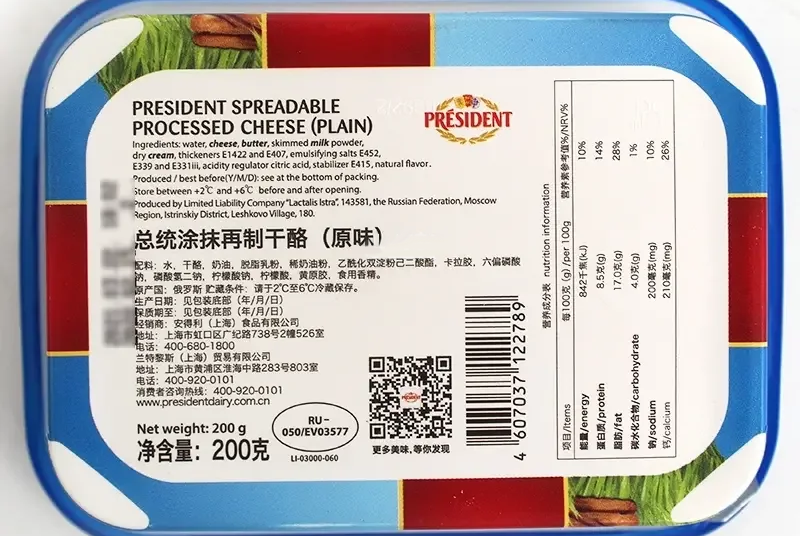 PRESIDENT SPREADABLE
PROCESSED CHEESE (PLAIN)
Ingredients: water, cheese, butter, skimmed milk powder,
dry cream, thickeners E1422 and E407, emulsifying salts E452,
E339 and E331iii, acidity regulator citric acid, stabilizer E415, natural flavor.
Produced / best before(Y/M/D): see at the bottom of packing.
Store between +2℃ and +6℃ before and after opening.
Produced by Limited Liability Company "Lactalis Istra", 143581, the Russian Federation, Moscow
Region, Istrinskiy District, Leshkovo Village, 180.
PRÉSIDENT
总统涂抹再制干酪（原味）
配料：水、干酪、奶油、脱脂乳粉、稀奶油粉、乙酰化双淀粉己二酸酯、卡拉胶、六偏磷酸
钠、磷酸氢二钠，柠檬酸钠，柠檬酸，黄原胶，食用香精。
原产国：俄罗斯 贮藏条件：请于2℃至6℃冷藏保存。
生产日期：见包装底部（年/月/日）
保质期至：见包装底部（年/月/日）
经销商：安得利（上海）食品有限公司
地址：上海市虹口区广纪路738号2幢526室
电话：400-680-1800
兰特黎斯（上海）贸易有限公司
地址：上海市黄浦区淮海中路283号803室
电话：400-920-0101
消费者咨询热线：400-920-0101
www.presidentdairy.com.cn
Net weight: 200 g
净含量：200克
RU-
050/EV03577
LI-03000-060
更多美味,等你发现
4 607037 122789
营养成分表 nutrition information
项目/Items 每100克 (g) /per 100g 营养素参考值%/NRV%
能量/energy 842千焦(kJ) 10%
蛋白质/protein 8.5克(g) 14%
脂肪/fat 17.0克(g) 28%
碳水化合物/carbohydrate 4.0克(g) 1%
钠/sodium 200毫克(mg) 10%
钙/calcium 210毫克(mg) 26%